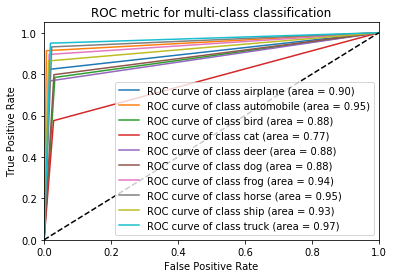 ROC metric for multi-class classification
True Positive Rate
1.0
0.8
0.6
0.4
0.2
0.0
ROC curve of class airplane (area = 0.90)
ROC curve of class automobile (area = 0.95)
ROC curve of class bird (area = 0.88)
ROC curve of class cat (area = 0.77)
ROC curve of class deer (area = 0.88)
ROC curve of class dog (area = 0.88)
ROC curve of class frog (area = 0.94)
ROC curve of class horse (area = 0.95)
ROC curve of class ship (area = 0.93)
ROC curve of class truck (area = 0.97)
0.0 0.2 0.4 0.6 0.8 1.0
False Positive Rate